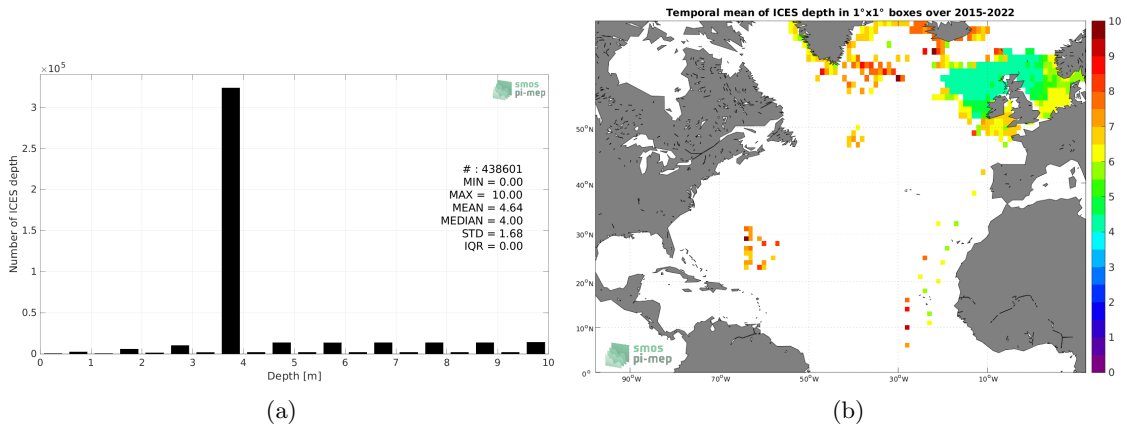 ×10⁵
3
2.5
2
1.5
1
0.5
0
0 1 2 3 4 5 6 7 8 9 10
Number of ICES depth
Depth [m]
smos
pi-mep
# : 438601
MIN = 0.00
MAX = 10.00
MEAN = 4.64
MEDIAN = 4.00
STD = 1.68
IQR = 0.00
(a)
Temporal mean of ICES depth in 1°x1° boxes over 2015-2022
50°N
40°N
30°N
20°N
10°N
0°
90°W 70°W 50°W 30°W 10°W
smos
pi-mep
10
9
8
7
6
5
4
3
2
1
0
(b)